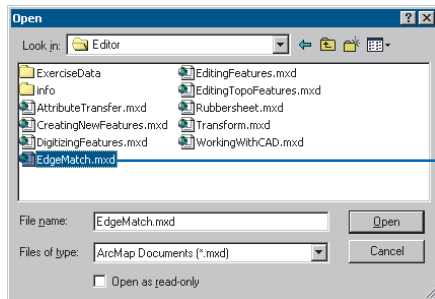 Open
Look in: Editor
ExerciseData
info
AttributeTransfer.mxd
CreatingNewFeatures.mxd
DigitizingFeatures.mxd
EdgeMatch.mxd
EditingFeatures.mxd
EditingTopoFeatures.mxd
Rubbersheet.mxd
Transform.mxd
WorkingWithCAD.mxd
File name: EdgeMatch.mxd Open
Files of type: ArcMap Documents (*.mxd) Cancel
Open as read-only